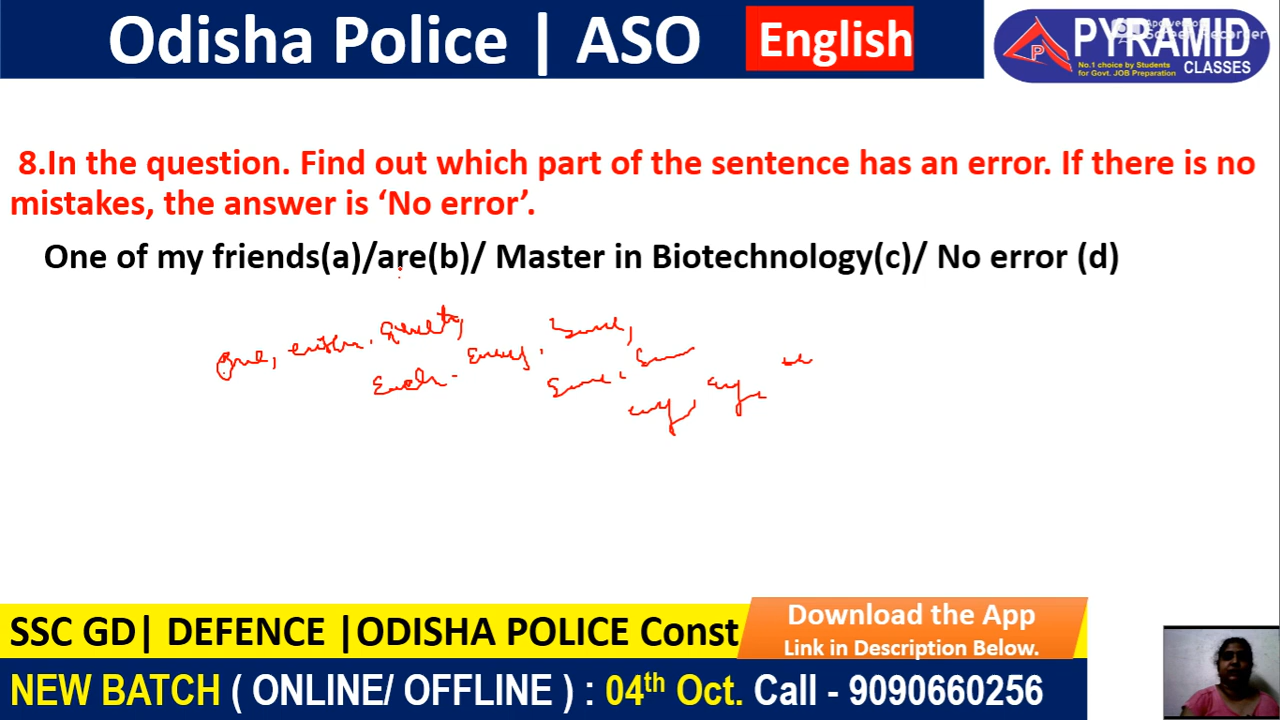 Odisha Police | ASO English
PYRAMID
CLASSES
No.1 choice by Students
for Govt. JOB Preparation
Screen Recorder
8.In the question. Find out which part of the sentence has an error. If there is no
mistakes, the answer is ‘No error’.
One of my friends(a)/are(b)/ Master in Biotechnology(c)/ No error (d)
SSC GD| DEFENCE |ODISHA POLICE Const
Download the App
Link in Description Below.
NEW BATCH ( ONLINE/ OFFLINE ) : 04th Oct. Call - 9090660256